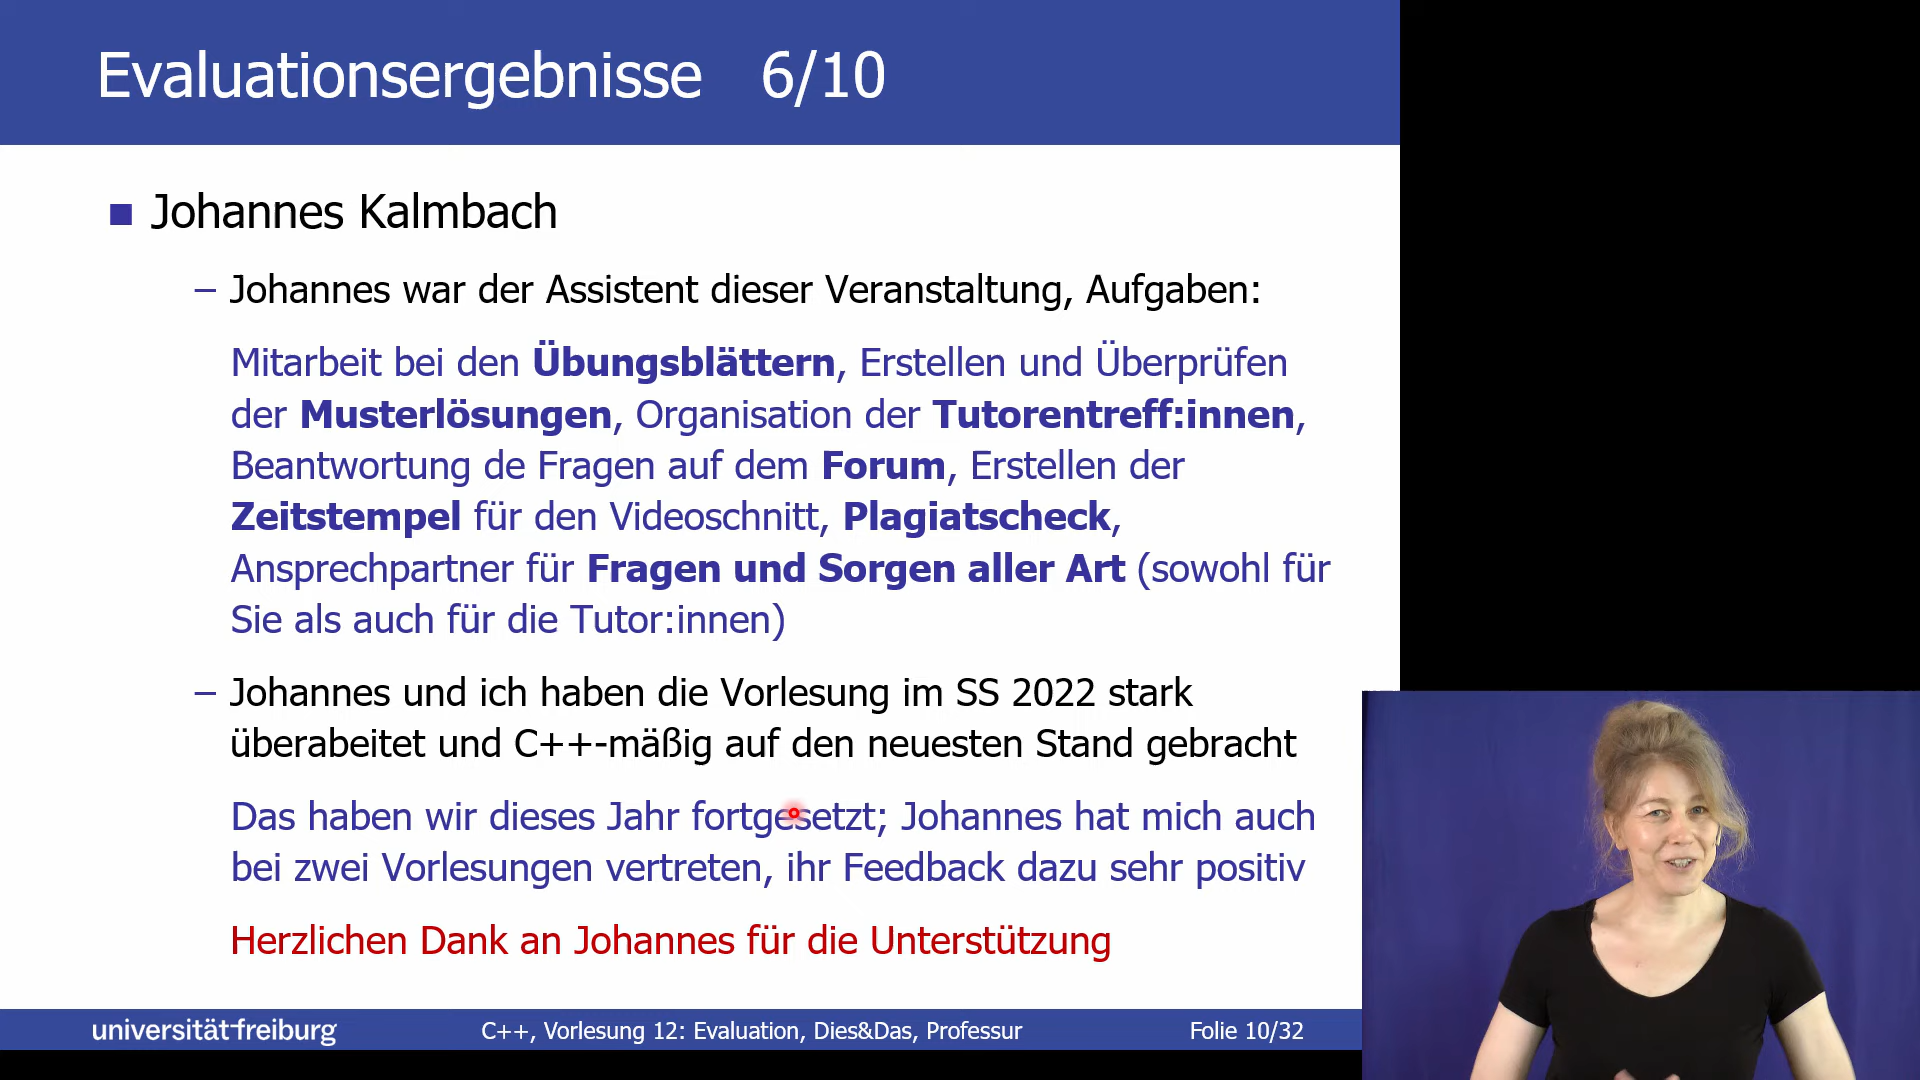 Evaluationsergebnisse 6/10
Johannes Kalmbach
– Johannes war der Assistent dieser Veranstaltung, Aufgaben:
Mitarbeit bei den Übungsblättern, Erstellen und Überprüfen
der Musterlösungen, Organisation der Tutorentreff:innen,
Beantwortung de Fragen auf dem Forum, Erstellen der
Zeitstempel für den Videoschnitt, Plagiatscheck,
Ansprechpartner für Fragen und Sorgen aller Art (sowohl für
Sie als auch für die Tutor:innen)
– Johannes und ich haben die Vorlesung im SS 2022 stark
überabeitet und C++-mäßig auf den neuesten Stand gebracht
Das haben wir dieses Jahr fortgesetzt; Johannes hat mich auch
bei zwei Vorlesungen vertreten, ihr Feedback dazu sehr positiv
Herzlichen Dank an Johannes für die Unterstützung
universität freiburg
C++, Vorlesung 12: Evaluation, Dies&Das, Professur
Folie 10/32